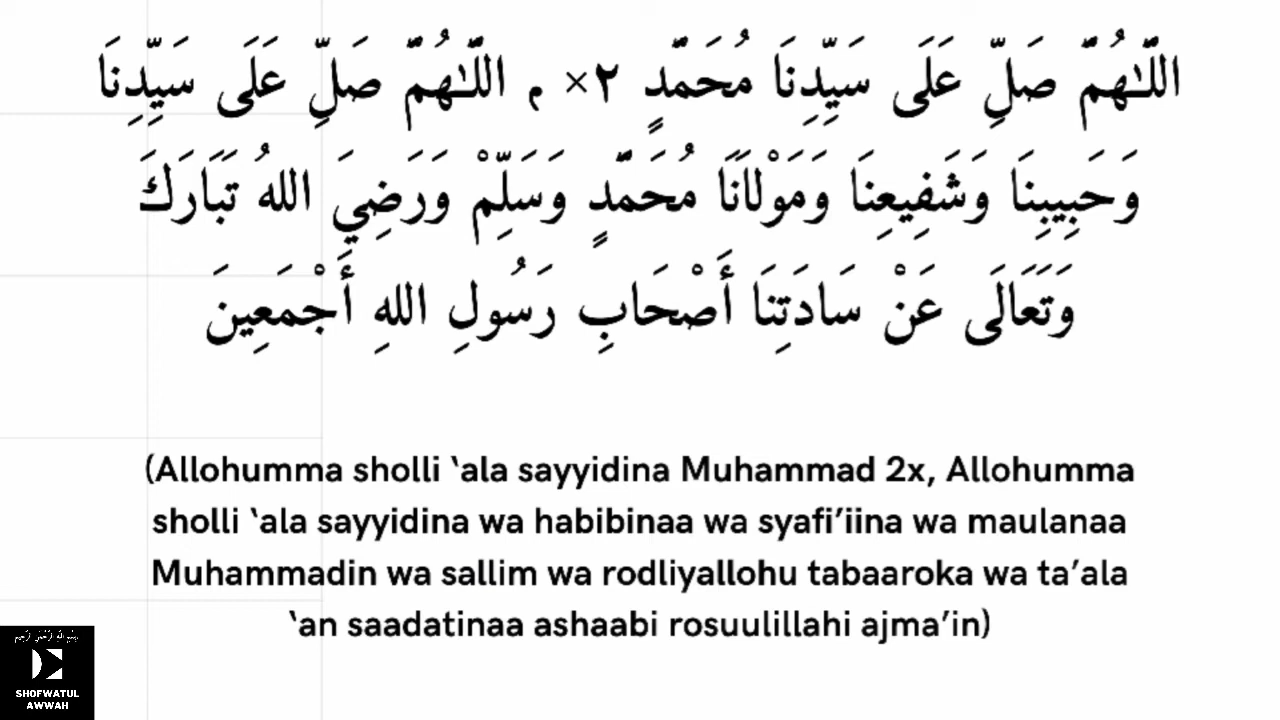 اللّٰهُمَّ صَلِّ عَلَى سَيِّدِنَا مُحَمَّدٍ ٢× م اللّٰهُمَّ صَلِّ عَلَى سَيِّدِنَا
وَحَبِيبِنَا وَشَفِيعِنَا وَمَوْلَانَا مُحَمَّدٍ وَسَلِّمْ وَرَضِيَ اللهُ تَبَارَكَ
وَتَعَالَى عَنْ سَادَتِنَا أَصْحَابِ رَسُولِ اللهِ أَجْمَعِينَ
(Allohumma sholli ‘ala sayyidina Muhammad 2x, Allohumma
sholli ‘ala sayyidina wa habibinaa wa syafi’iina wa maulanaa
Muhammadin wa sallim wa rodliyallohu tabaaroka wa ta’ala
‘an saadatinaa ashaabi rosuulillahi ajma’in)
SHOFWATUL
AWWAH